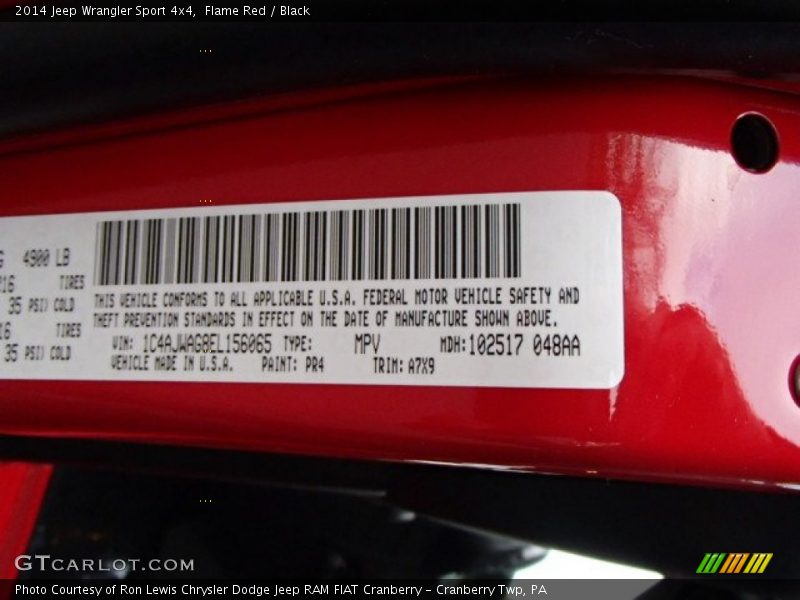 2014 Jeep Wrangler Sport 4x4,  Flame Red / Black
G 4900 LB
216 TIRES
35 PSI) COLD
16 TIRES
35 PSI) COLD
THIS VEHICLE CONFORMS TO ALL APPLICABLE U.S.A. FEDERAL MOTOR VEHICLE SAFETY AND
THEFT PREVENTION STANDARDS IN EFFECT ON THE DATE OF MANUFACTURE SHOWN ABOVE.
VIN: 1C4AJWAG8EL156065 TYPE: MPV MDH: 102517 048AA
VEHICLE MADE IN U.S.A. PAINT: PR4 TRIM: A7X9
GTCARLOT.COM
Photo Courtesy of Ron Lewis Chrysler Dodge Jeep RAM FIAT Cranberry – Cranberry Twp, PA